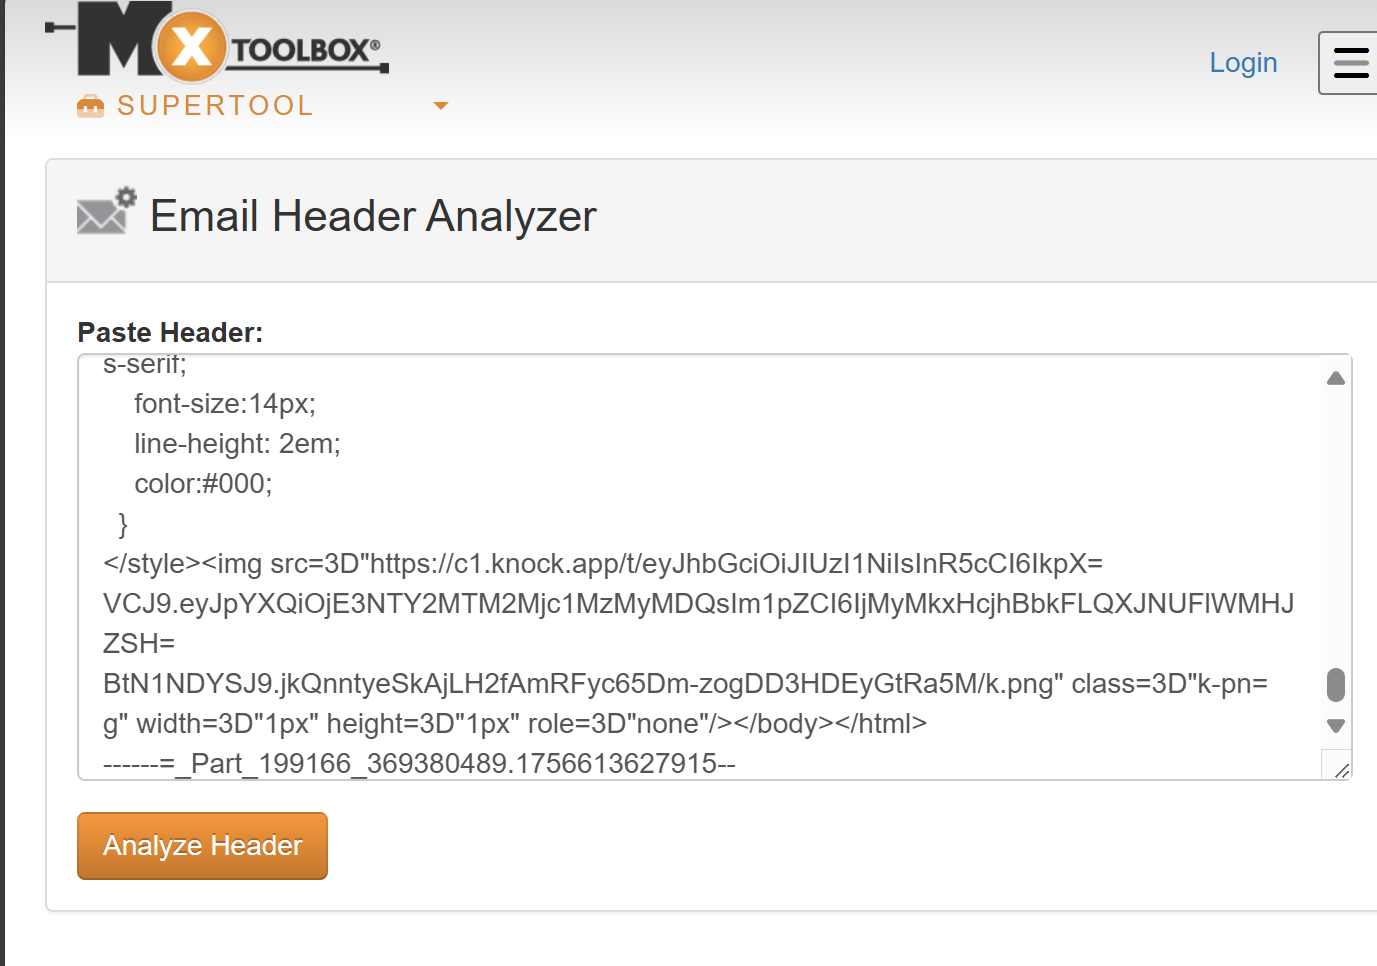 MX TOOLBOX®
Login
SUPERTOOL
Email Header Analyzer
Paste Header:
s-serif;
font-size:14px;
line-height: 2em;
color:#000;
}
</style><img src=3D"https://c1.knock.app/t/eyJhbGciOiJIUzI1NiIsInR5cCI6IkpX=
VCJ9.eyJpYXQiOjE3NTY2MTM2Mjc1MzMyMDQsIm1pZCI6IjMyMkxHcjhBbkFLQXJNUFlWMHJ
ZSH=
BtN1NDYSJ9.jkQnntyeSkAjLH2fAmRFyc65Dm-zogDD3HDEyGtRa5M/k.png" class=3D"k-pn=
g" width=3D"1px" height=3D"1px" role=3D"none"/></body></html>
------=_Part_199166_369380489.1756613627915--
Analyze Header